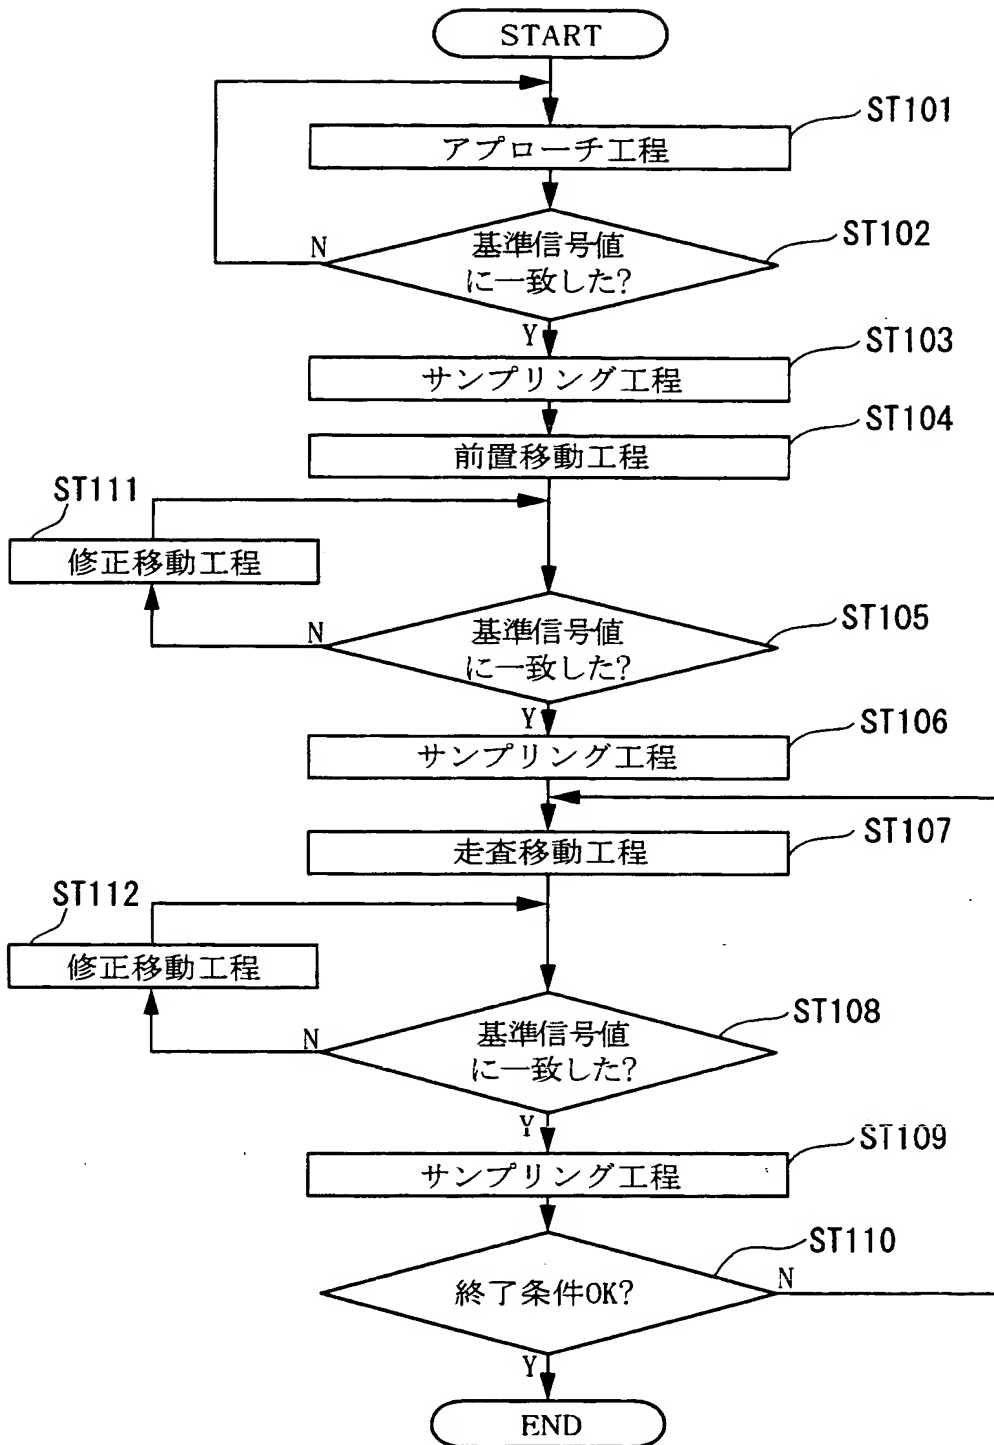 START
ST101
アプローチ工程
ST102
N
基準信号値
に一致した?
Y
ST103
サンプリング工程
ST104
前置移動工程
ST111
修正移動工程
ST105
N
基準信号値
に一致した?
Y
ST106
サンプリング工程
ST107
走査移動工程
ST112
修正移動工程
ST108
N
基準信号値
に一致した?
Y
ST109
サンプリング工程
ST110
終了条件OK?
N
Y
END